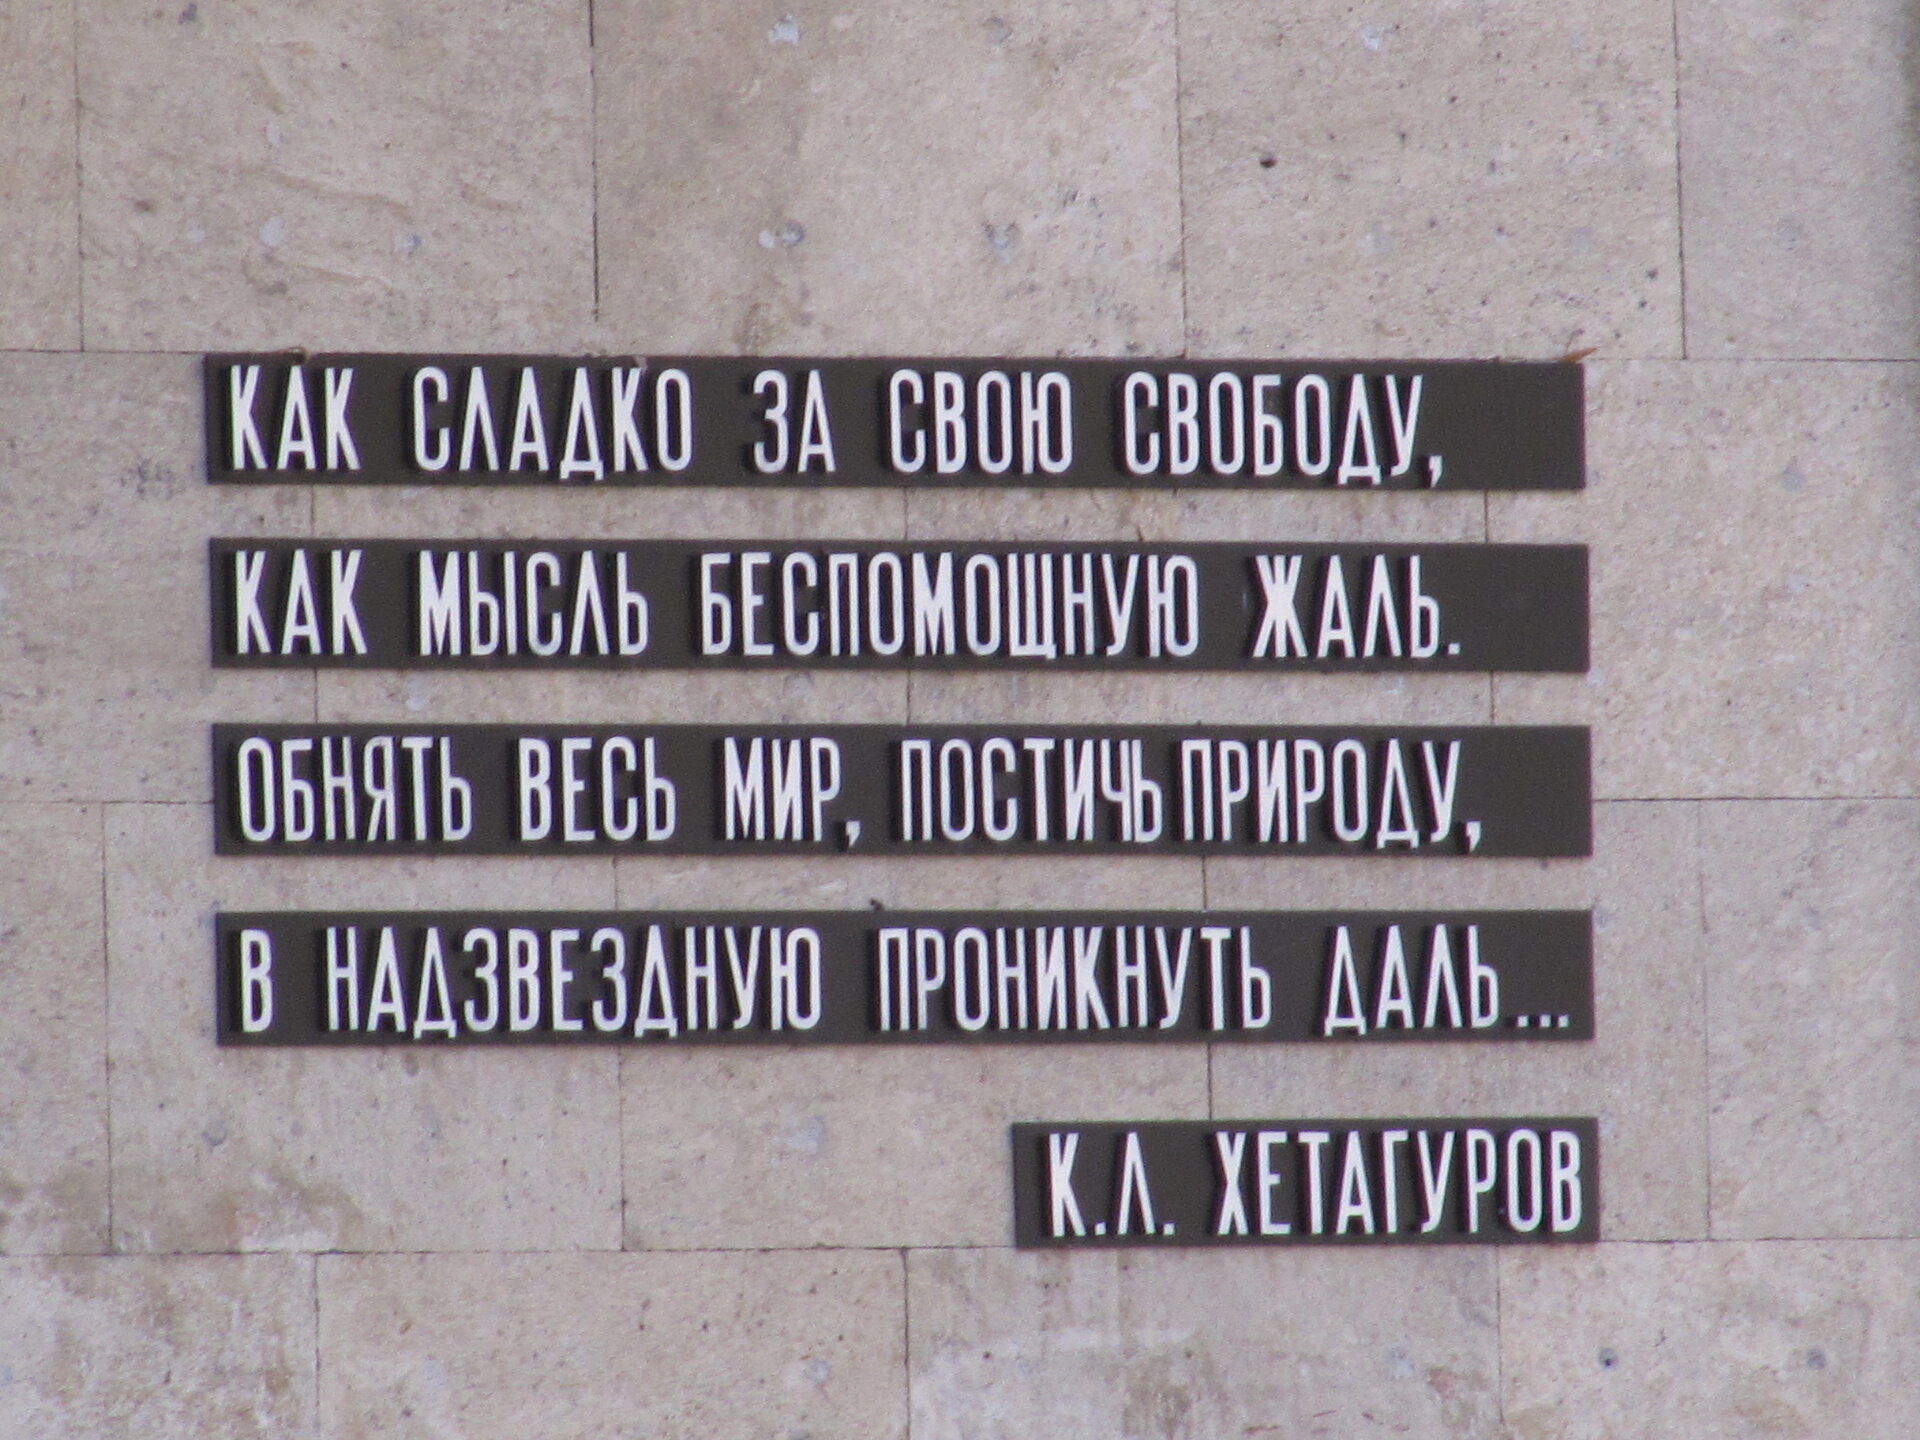 КАК СЛАДКО ЗА СВОЮ СВОБОДУ,
КАК МЫСЛЬ БЕСПОМОЩНУЮ ЖАЛЬ.
ОБНЯТЬ ВЕСЬ МИР, ПОСТИЧЬ ПРИРОДУ,
В НАДЗВЕЗДНУЮ ПРОНИКНУТЬ ДАЛЬ...
К.Л. ХЕТАГУРОВ